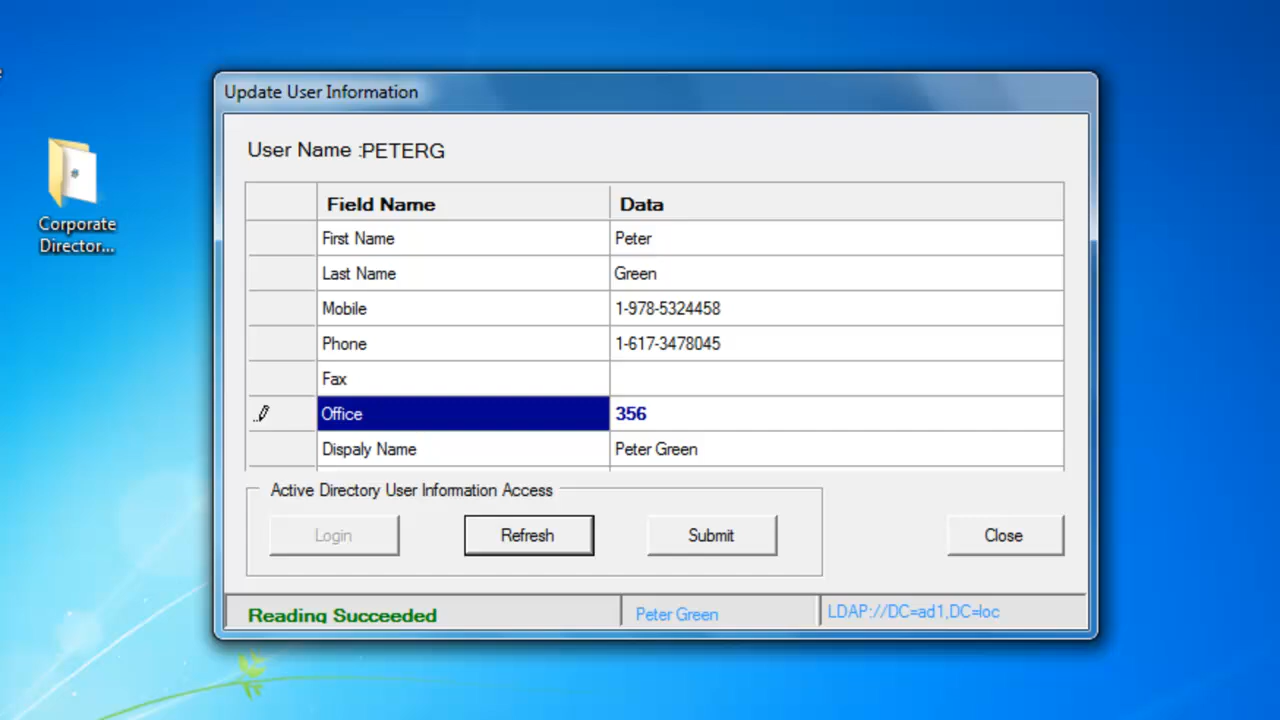 Update User Information
User Name :PETERG
Field Name Data
First Name Peter
Last Name Green
Mobile 1-978-5324458
Phone 1-617-3478045
Fax
Office 356
Dispaly Name Peter Green
Active Directory User Information Access
Login Refresh Submit Close
Reading Succeeded Peter Green LDAP://DC=ad1,DC=loc
Corporate
Director...